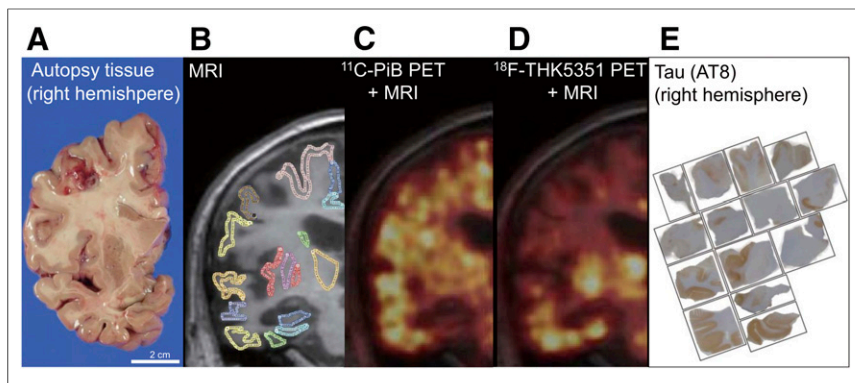 A
B
C
D
E
Autopsy tissue
(right hemishpere)
MRI
¹¹C-PiB PET
+ MRI
¹⁸F-THK5351 PET
+ MRI
Tau (AT8)
(right hemisphere)
2 cm